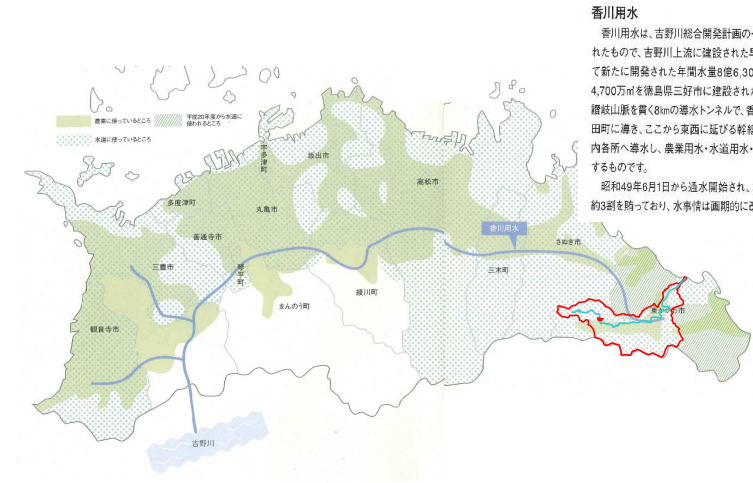 香川用水
香川用水は、吉野川総合開発計画の
れたもので、吉野川上流に建設された
て新たに開発された年間水量8億6,30
4,700万㎥を徳島県三好市に建設され
讃岐山脈を貫く8kmの導水トンネルで、香
田町に導き、ここから東西に延びる幹
内各所へ導水し、農業用水・水道用水・
するものです。
昭和49年6月1日から通水開始され、
約3割を賄っており、水事情は画期的に改
農業に使っているところ
平成20年度から水道に
使われるところ
水道に使っているところ
宇多津町
坂出市
高松市
多度津町
丸亀市
善通寺市
香川用水
さぬき市
三豊市
琴平町
三木町
綾川町
まんのう町
東かがわ市
観音寺市
吉野川